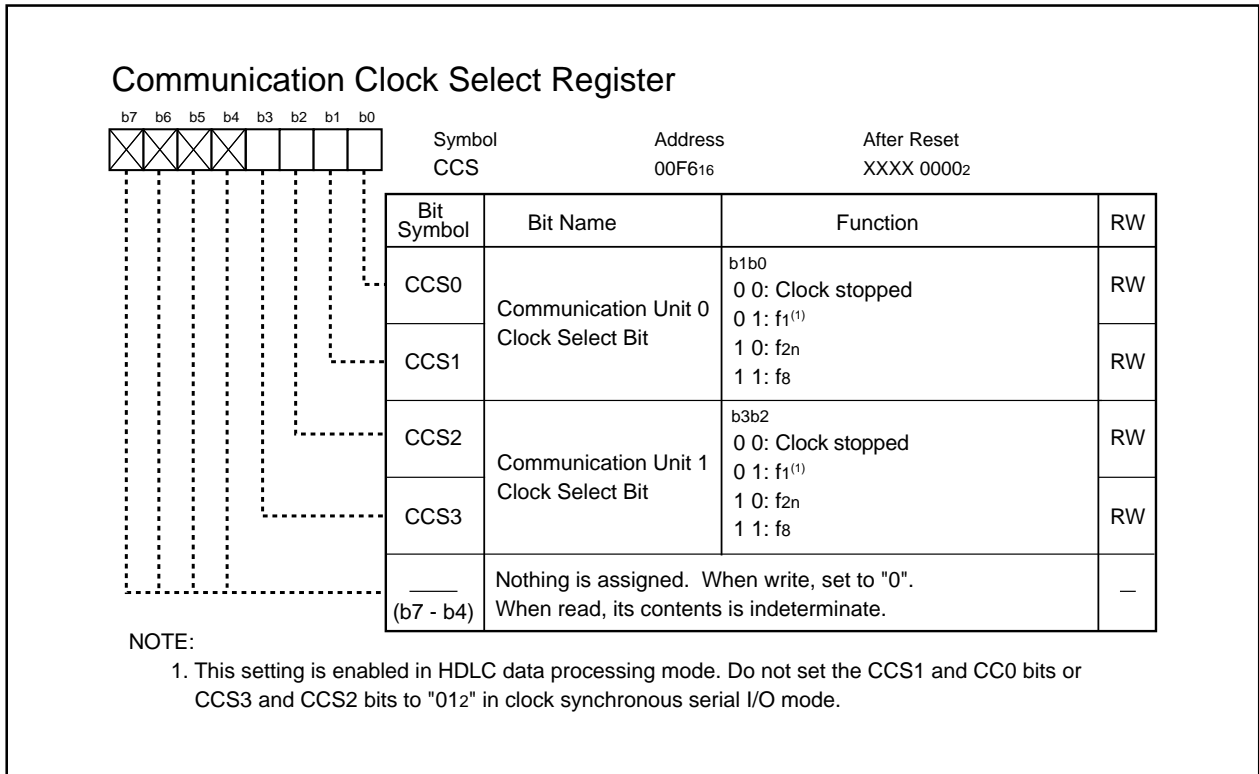 Communication Clock Select Register
b7 b6 b5 b4 b3 b2 b1 b0
Symbol Address After Reset
CCS 00F616 XXXX 00002
Bit Symbol Bit Name Function RW
CCS0 RW
Communication Unit 0
Clock Select Bit
b1b0
0 0: Clock stopped
0 1: f1(1)
1 0: f2n
1 1: f8
CCS1 RW
CCS2 RW
Communication Unit 1
Clock Select Bit
b3b2
0 0: Clock stopped
0 1: f1(1)
1 0: f2n
1 1: f8
CCS3 RW
(b7 - b4)
Nothing is assigned. When write, set to "0".
When read, its contents is indeterminate.
NOTE:
1. This setting is enabled in HDLC data processing mode. Do not set the CCS1 and CC0 bits or
CCS3 and CCS2 bits to "012" in clock synchronous serial I/O mode.